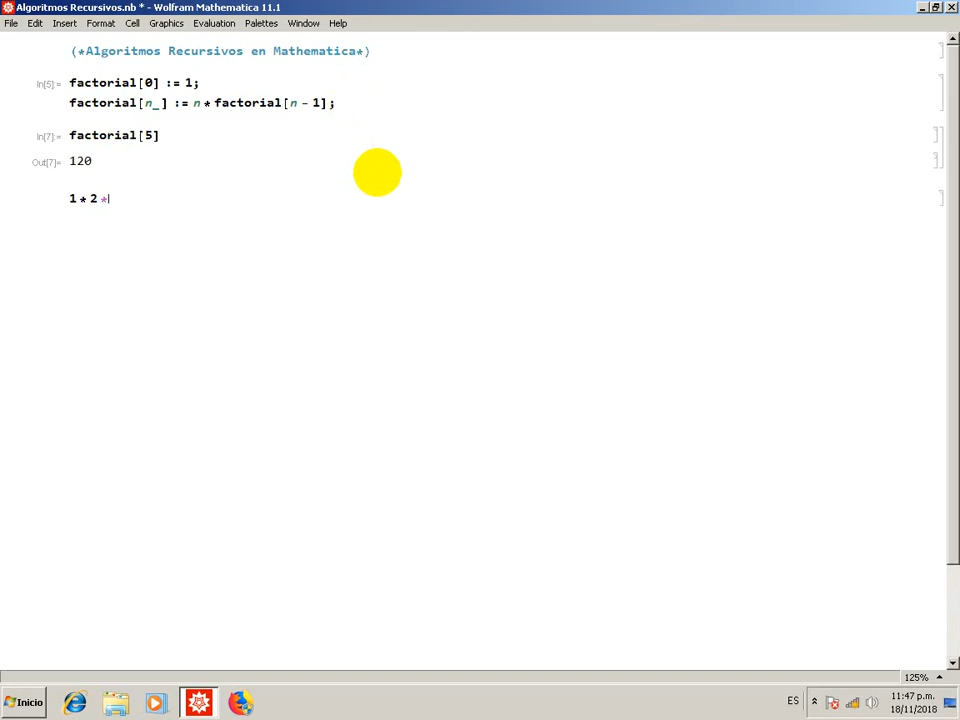 Algoritmos Recursivos.nb * - Wolfram Mathematica 11.1
File Edit Insert Format Cell Graphics Evaluation Palettes Window Help
(*Algoritmos Recursivos en Mathematica*)
In[5]:= factorial[0] := 1;
factorial[n_] := n * factorial[n - 1];
In[7]:= factorial[5]
Out[7]= 120
1 * 2 *
125%
Inicio
ES
11:47 p.m.
18/11/2018